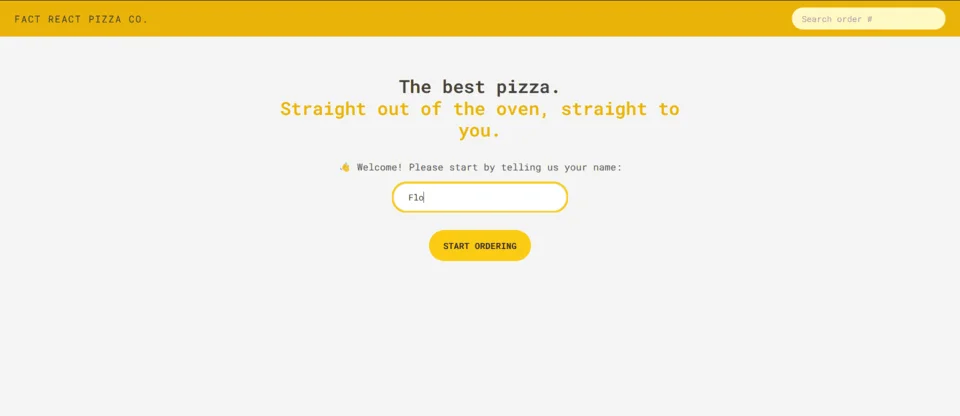 FACT REACT PIZZA CO.
Search order #
The best pizza.
Straight out of the oven, straight to
you.
👋 Welcome! Please start by telling us your name:
Flo
START ORDERING